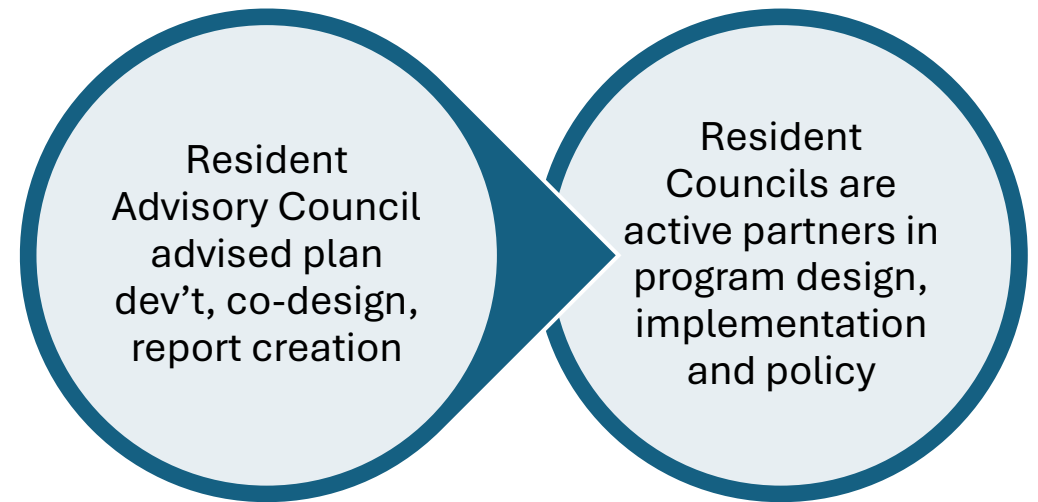 Resident
Advisory Council
advised plan
dev’t, co-design,
report creation
Resident
Councils are
active partners in
program design,
implementation
and policy